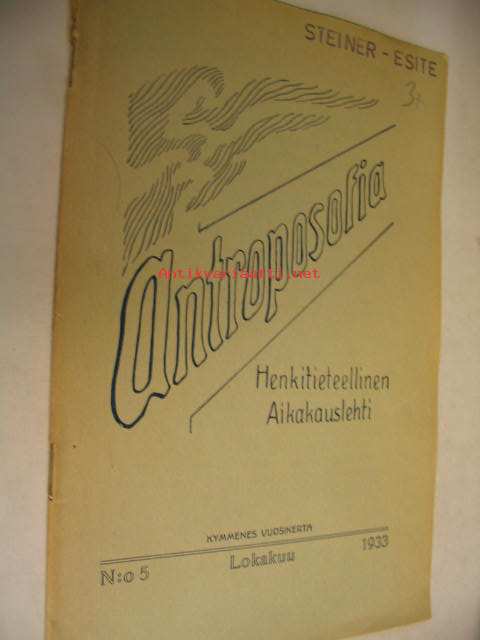 STEINER - ESITE
3:
Antroposofia
Antikvariaatti.net
Henkitieteellinen
Aikakauslehti
KYMMENES VUOSIKERTA
N:o 5 Lokakuu 1933